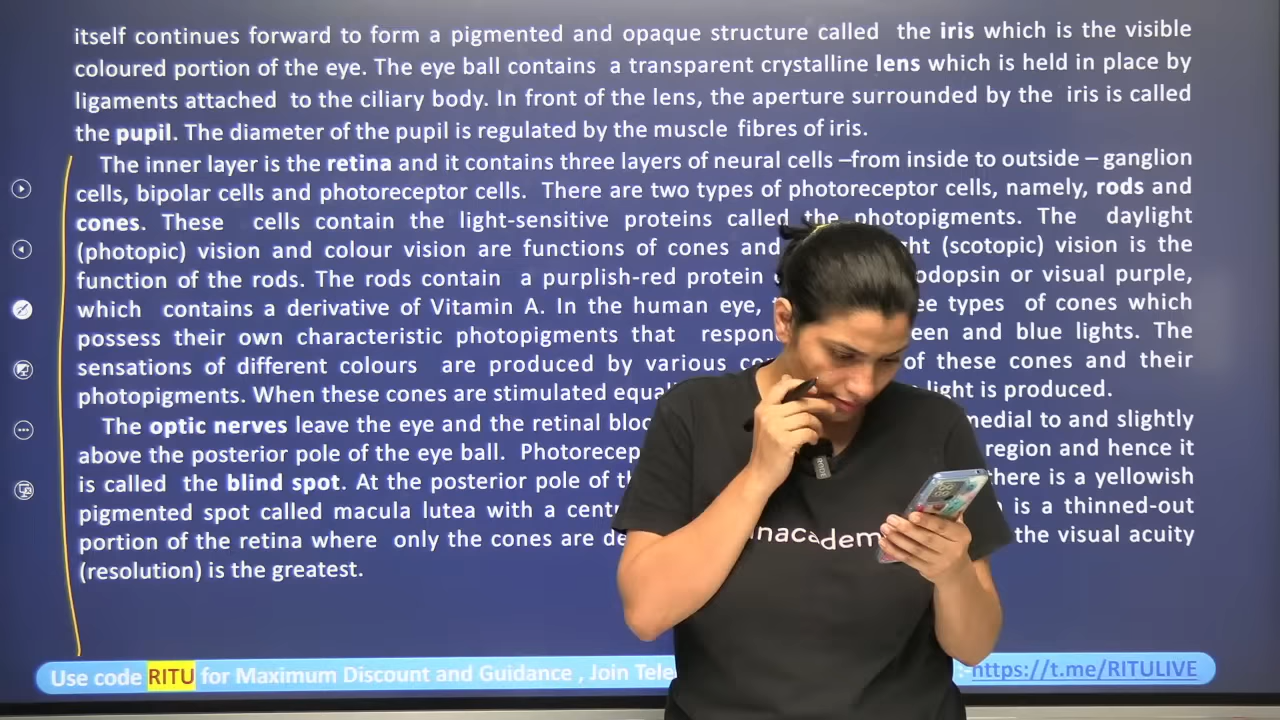 itself continues forward to form a pigmented and opaque structure called the iris which is the visible
coloured portion of the eye. The eye ball contains a transparent crystalline lens which is held in place by
ligaments attached to the ciliary body. In front of the lens, the aperture surrounded by the iris is called
the pupil. The diameter of the pupil is regulated by the muscle fibres of iris.
The inner layer is the retina and it contains three layers of neural cells –from inside to outside – ganglion
cells, bipolar cells and photoreceptor cells. There are two types of photoreceptor cells, namely, rods and
cones. These cells contain the light-sensitive proteins called the photopigments. The daylight
(photopic) vision and colour vision are functions of cones and (scotopic) vision is the
function of the rods. The rods contain a purplish-red protein or visual purple,
which contains a derivative of Vitamin A. In the human eye, types of cones which
possess their own characteristic photopigments that and blue lights. The
sensations of different colours are produced by various of these cones and their
photopigments. When these cones are stimulated light is produced.
The optic nerves leave the eye and the retinal medial to and slightly
above the posterior pole of the eye ball. region and hence it
is called the blind spot. At the posterior pole of there is a yellowish
pigmented spot called macula lutea with a is a thinned-out
portion of the retina where only the cones are the visual acuity
(resolution) is the greatest.
Use code RITU for Maximum Discount and Guidance , Join : https://t.me/RITULIVE